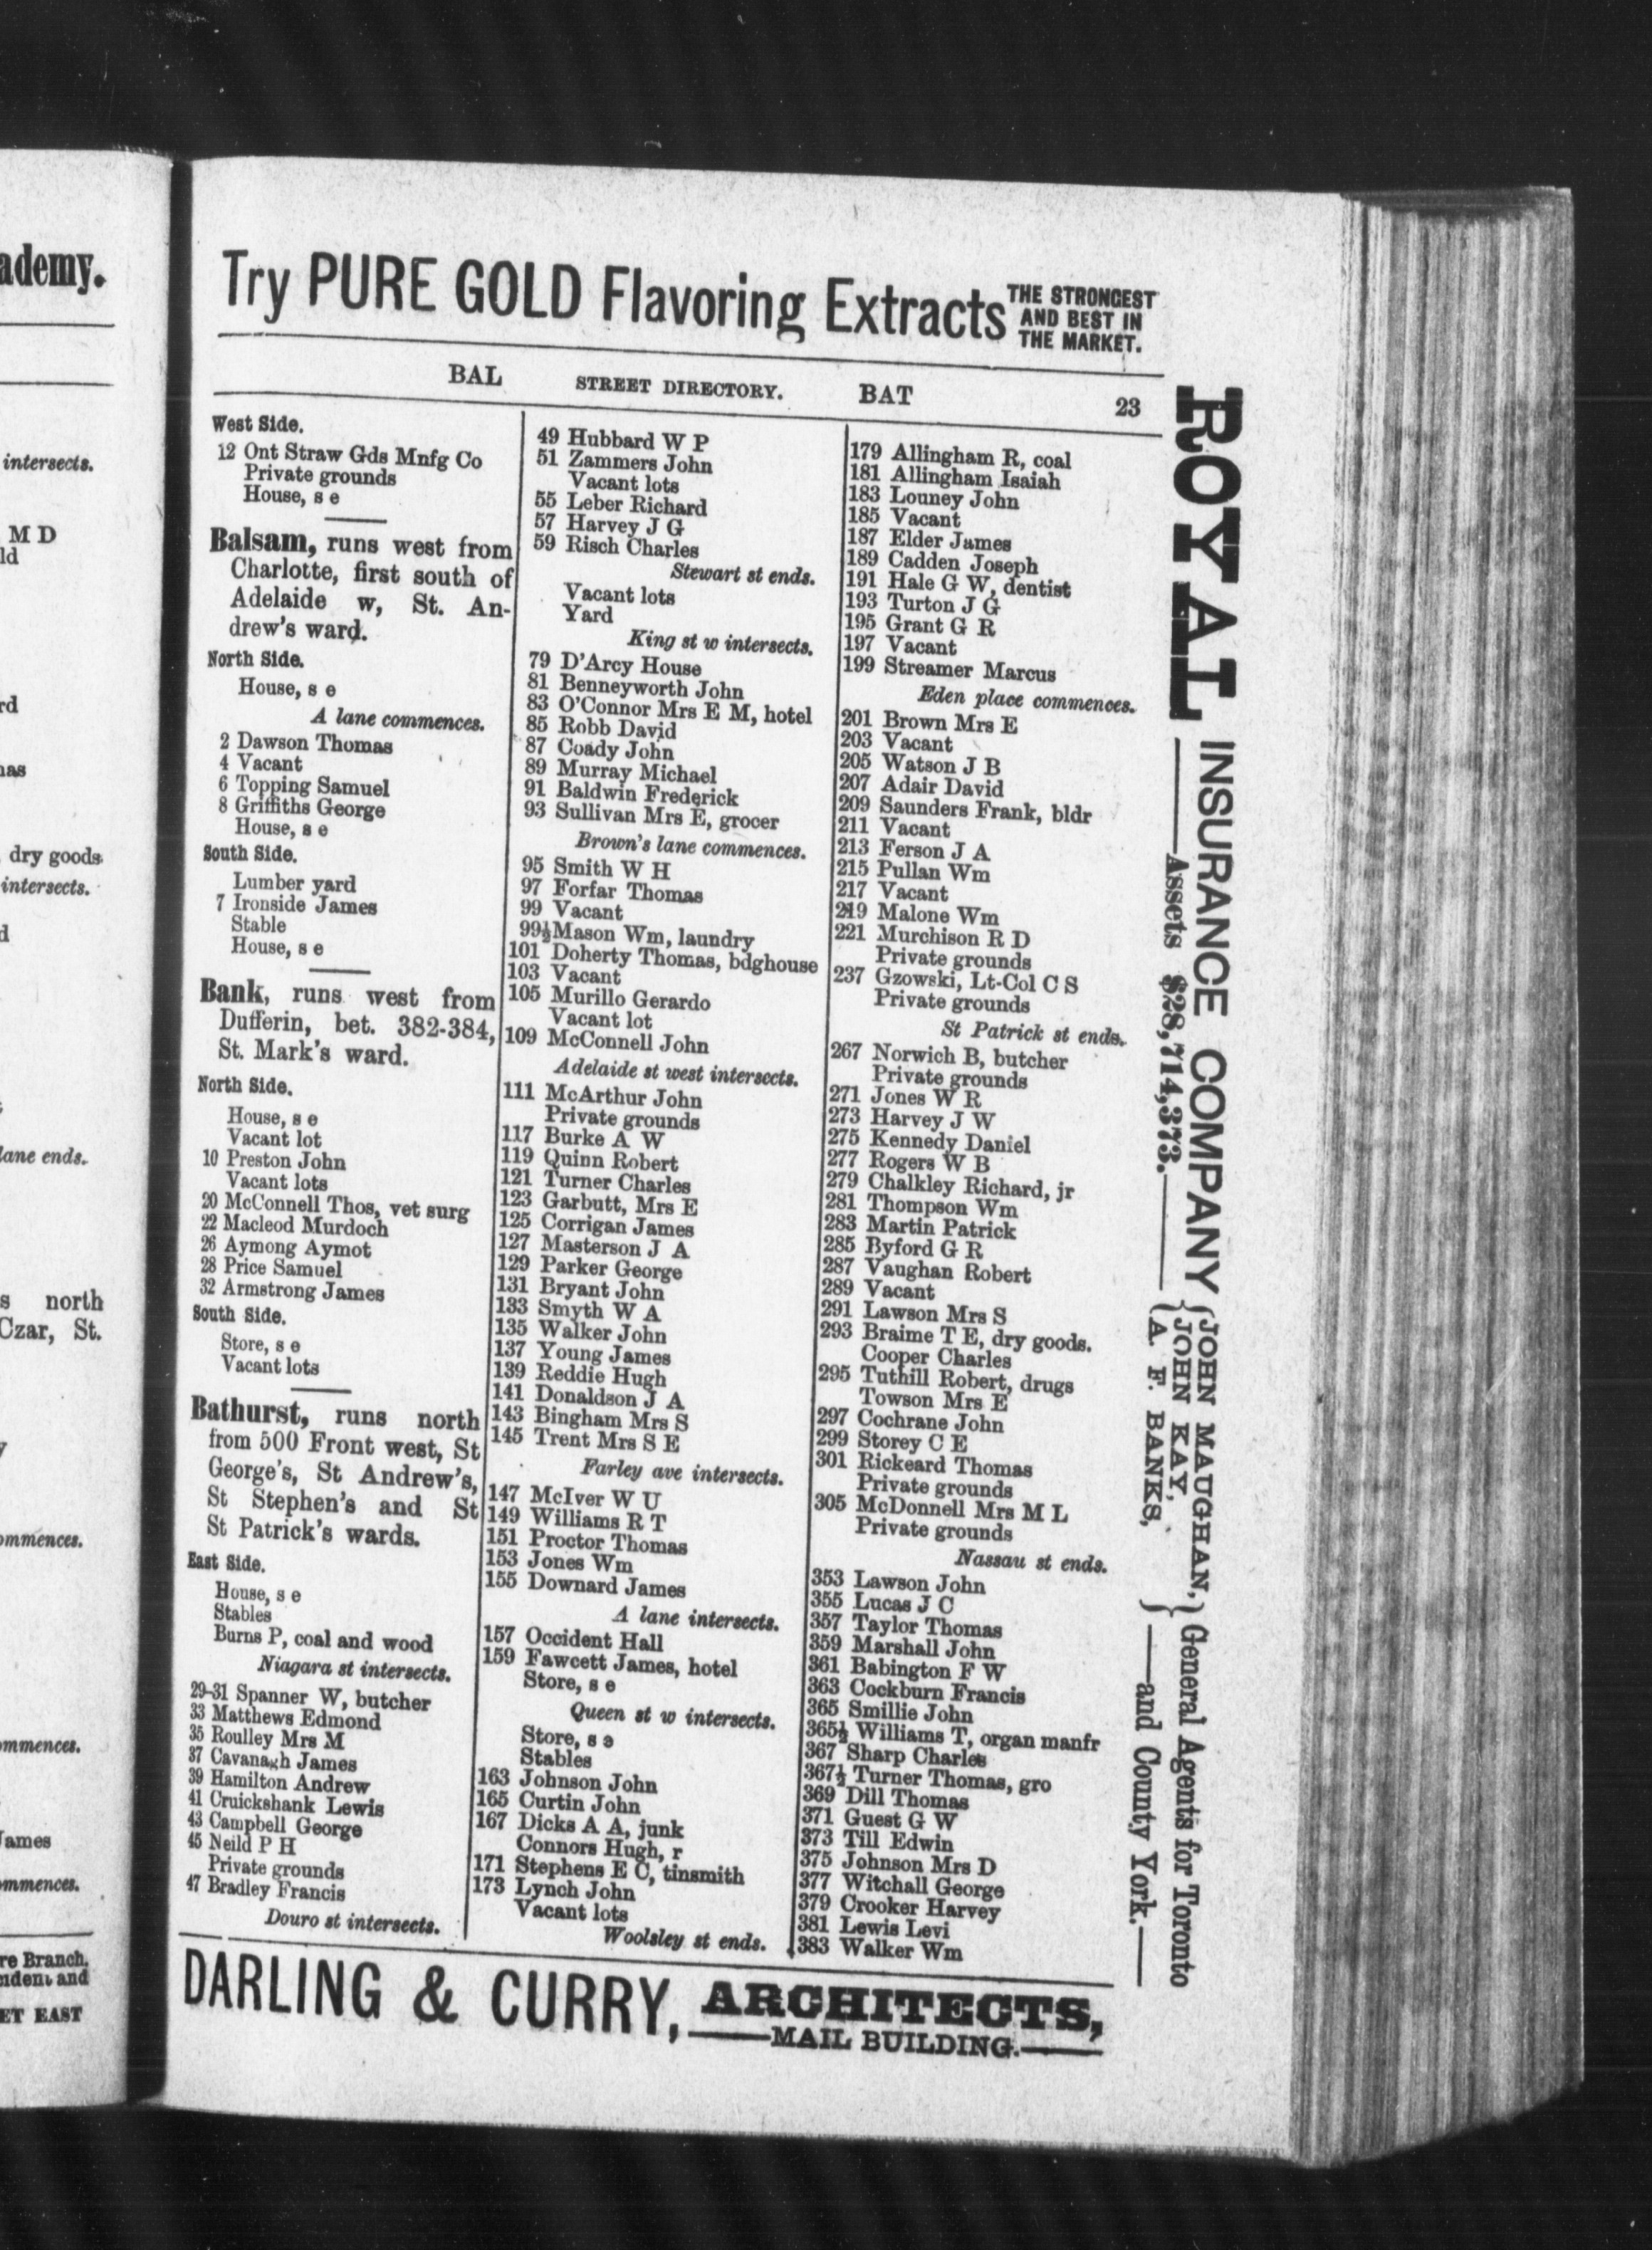 ademy.
intersects.
M D
ld
rd
nas
dry goods
intersects.
d
lane ends.
s north
Czar, St.
y
ommences.
mmences.
James
mmences.
re Branch.
ident and
ET EAST
Try PURE GOLD Flavoring Extracts THE STRONGEST
AND BEST IN
THE MARKET.
BAL STREET DIRECTORY. BAT 23
West Side.
12 Ont Straw Gds Mnfg Co
Private grounds
House, s e
Balsam, runs west from
Charlotte, first south of
Adelaide w, St. An-
drew's ward.
North Side.
House, s e
A lane commences.
2 Dawson Thomas
4 Vacant
6 Topping Samuel
8 Griffiths George
House, s e
South Side.
Lumber yard
7 Ironside James
Stable
House, s e
Bank, runs west from
Dufferin, bet. 382-384,
St. Mark's ward.
North Side.
House, s e
Vacant lot
10 Preston John
Vacant lots
20 McConnell Thos, vet surg
22 Macleod Murdoch
26 Aymong Aymot
28 Price Samuel
32 Armstrong James
South Side.
Store, s e
Vacant lots
Bathurst, runs north
from 500 Front west, St
George's, St Andrew's,
St Stephen's and St
St Patrick's wards.
East Side.
House, s e
Stables
Burns P, coal and wood
Niagara st intersects.
29-31 Spanner W, butcher
33 Matthews Edmond
35 Roulley Mrs M
37 Cavanagh James
39 Hamilton Andrew
41 Cruickshank Lewis
43 Campbell George
45 Neild P H
Private grounds
47 Bradley Francis
Douro st intersects.
49 Hubbard W P
51 Zammers John
Vacant lots
55 Leber Richard
57 Harvey J G
59 Risch Charles
Stewart st ends.
Vacant lots
Yard
King st w intersects.
79 D'Arcy House
81 Benneyworth John
83 O'Connor Mrs E M, hotel
85 Robb David
87 Coady John
89 Murray Michael
91 Baldwin Frederick
93 Sullivan Mrs E, grocer
Brown's lane commences.
95 Smith W H
97 Forfar Thomas
99 Vacant
99½ Mason Wm, laundry
101 Doherty Thomas, bdghouse
103 Vacant
105 Murillo Gerardo
Vacant lot
109 McConnell John
Adelaide st west intersects.
111 McArthur John
Private grounds
117 Burke A W
119 Quinn Robert
121 Turner Charles
123 Garbutt, Mrs E
125 Corrigan James
127 Masterson J A
129 Parker George
131 Bryant John
133 Smyth W A
135 Walker John
137 Young James
139 Reddie Hugh
141 Donaldson J A
143 Bingham Mrs S
145 Trent Mrs S E
Farley ave intersects.
147 McIver W U
149 Williams R T
151 Proctor Thomas
153 Jones Wm
155 Downard James
A lane intersects.
157 Occident Hall
159 Fawcett James, hotel
Store, s e
Queen st w intersects.
Store, s e
Stables
163 Johnson John
165 Curtin John
167 Dicks A A, junk
Connors Hugh, r
171 Stephens E C, tinsmith
173 Lynch John
Vacant lots
Woolsley st ends.
179 Allingham R, coal
181 Allingham Isaiah
183 Louney John
185 Vacant
187 Elder James
189 Cadden Joseph
191 Hale G W, dentist
193 Turton J G
195 Grant G R
197 Vacant
199 Streamer Marcus
Eden place commences.
201 Brown Mrs E
203 Vacant
205 Watson J B
207 Adair David
209 Saunders Frank, bldr
211 Vacant
213 Ferson J A
215 Pullan Wm
217 Vacant
219 Malone Wm
221 Murchison R D
Private grounds
237 Gzowski, Lt-Col C S
Private grounds
St Patrick st ends.
267 Norwich B, butcher
Private grounds
271 Jones W R
273 Harvey J W
275 Kennedy Daniel
277 Rogers W B
279 Chalkley Richard, jr
281 Thompson Wm
283 Martin Patrick
285 Byford G R
287 Vaughan Robert
289 Vacant
291 Lawson Mrs S
293 Braime T E, dry goods.
Cooper Charles
295 Tuthill Robert, drugs
Towson Mrs E
297 Cochrane John
299 Storey C E
301 Rickeard Thomas
Private grounds
305 McDonnell Mrs M L
Private grounds
Nassau st ends.
353 Lawson John
355 Lucas J C
357 Taylor Thomas
359 Marshall John
361 Babington F W
363 Cockburn Francis
365 Smillie John
365½ Williams T, organ manfr
367 Sharp Charles
367½ Turner Thomas, gro
369 Dill Thomas
371 Guest G W
373 Till Edwin
375 Johnson Mrs D
377 Witchall George
379 Crooker Harvey
381 Lewis Levi
383 Walker Wm
ROYAL INSURANCE COMPANY
Assets $28,714,373.
JOHN MAUGHAN,
JOHN KAY,
A. F. BANKS,
General Agents for Toronto
and County York.
DARLING & CURRY, ARCHITECTS,
MAIL BUILDING.